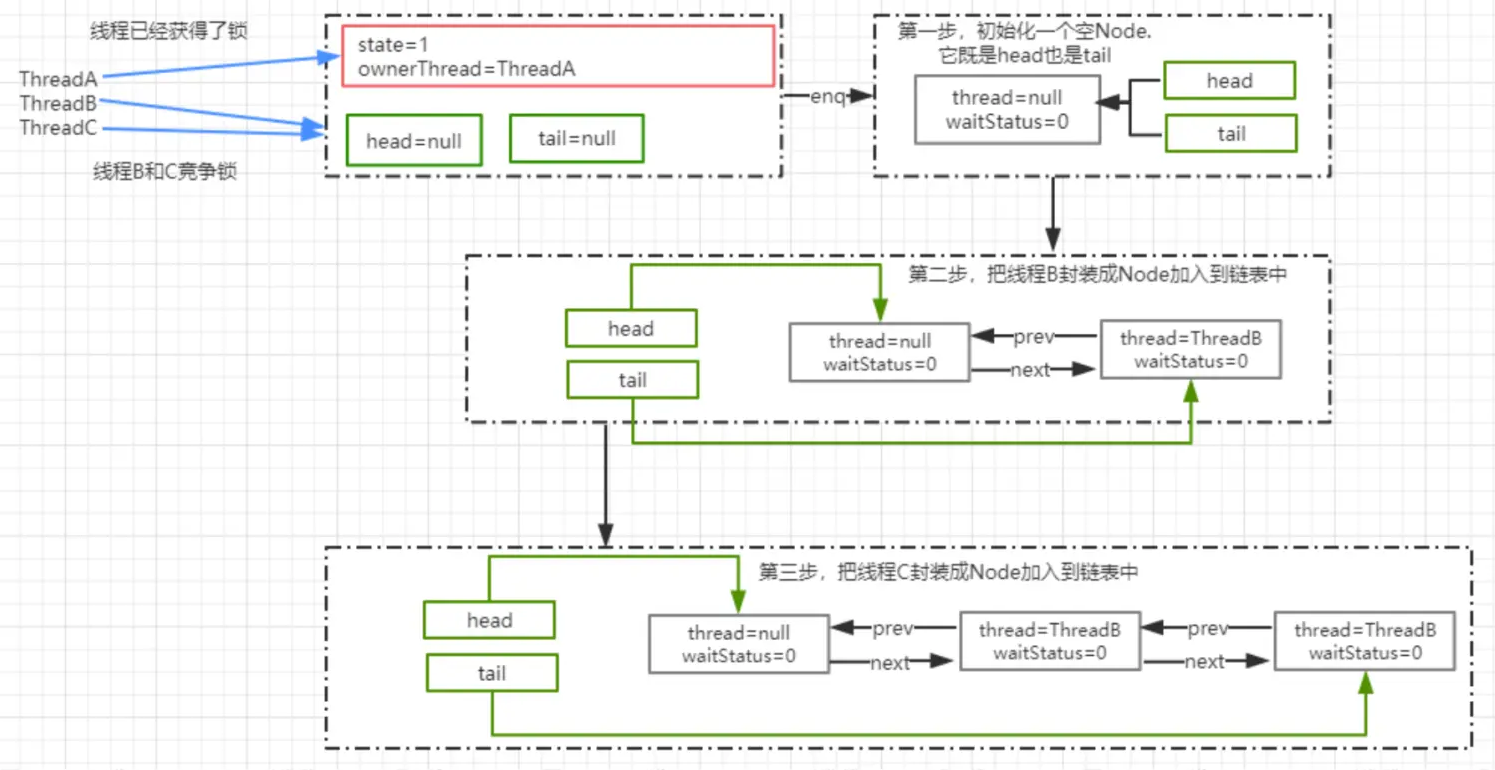 线程已经获得了锁
ThreadA
ThreadB
ThreadC
线程B和C竞争锁
state=1
ownerThread=ThreadA
head=null
tail=null
enq
第一步，初始化一个空Node.
它既是head也是tail
thread=null
waitStatus=0
head
tail
第二步，把线程B封装成Node加入到链表中
head
tail
thread=null
waitStatus=0
prev
next
thread=ThreadB
waitStatus=0
第三步，把线程C封装成Node加入到链表中
head
tail
thread=null
waitStatus=0
prev
next
thread=ThreadB
waitStatus=0
prev
next
thread=ThreadB
waitStatus=0